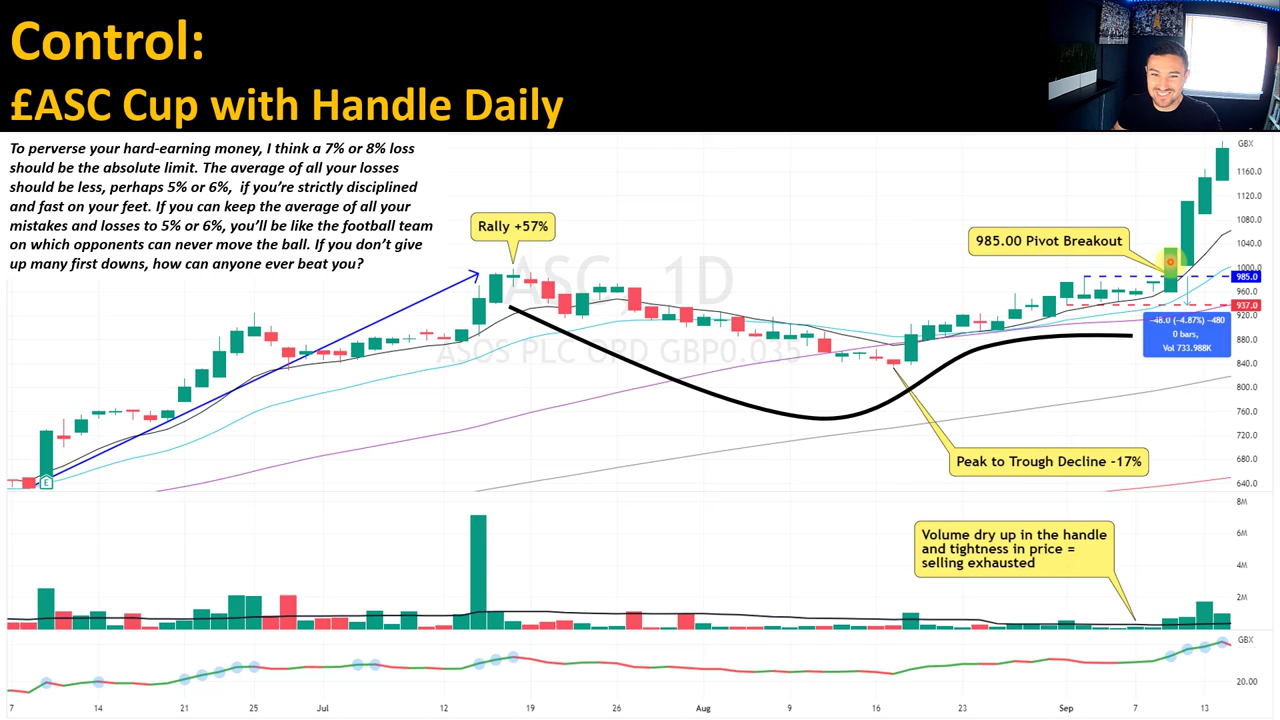 Control:
£ASC Cup with Handle Daily
To perverse your hard-earning money, I think a 7% or 8% loss
should be the absolute limit. The average of all your losses
should be less, perhaps 5% or 6%, if you're strictly disciplined
and fast on your feet. If you can keep the average of all your
mistakes and losses to 5% or 6%, you'll be like the football team
on which opponents can never move the ball. If you don't give
up many first downs, how can anyone ever beat you?
Rally +57%
985.00 Pivot Breakout
ASC, 1D
ASOS PLC ORD GBP0.035
-48.0 (-4.87%) -480
0 bars,
Vol 733.988K
Peak to Trough Decline -17%
Volume dry up in the handle
and tightness in price =
selling exhausted
E
GBX
1160.0
1120.0
1080.0
1040.0
1000.0
985.0
960.0
937.0
920.0
880.0
840.0
800.0
760.0
720.0
680.0
640.0
8M
6M
4M
2M
GBX
20.00
7 14 21 25 Jul 12 19 26 Aug 9 16 23 Sep 7 13